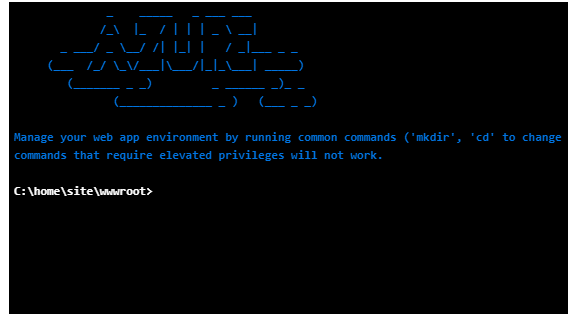 AZURE
Manage your web app environment by running common commands ('mkdir', 'cd' to change
commands that require elevated privileges will not work.
C:\home\site\wwwroot>